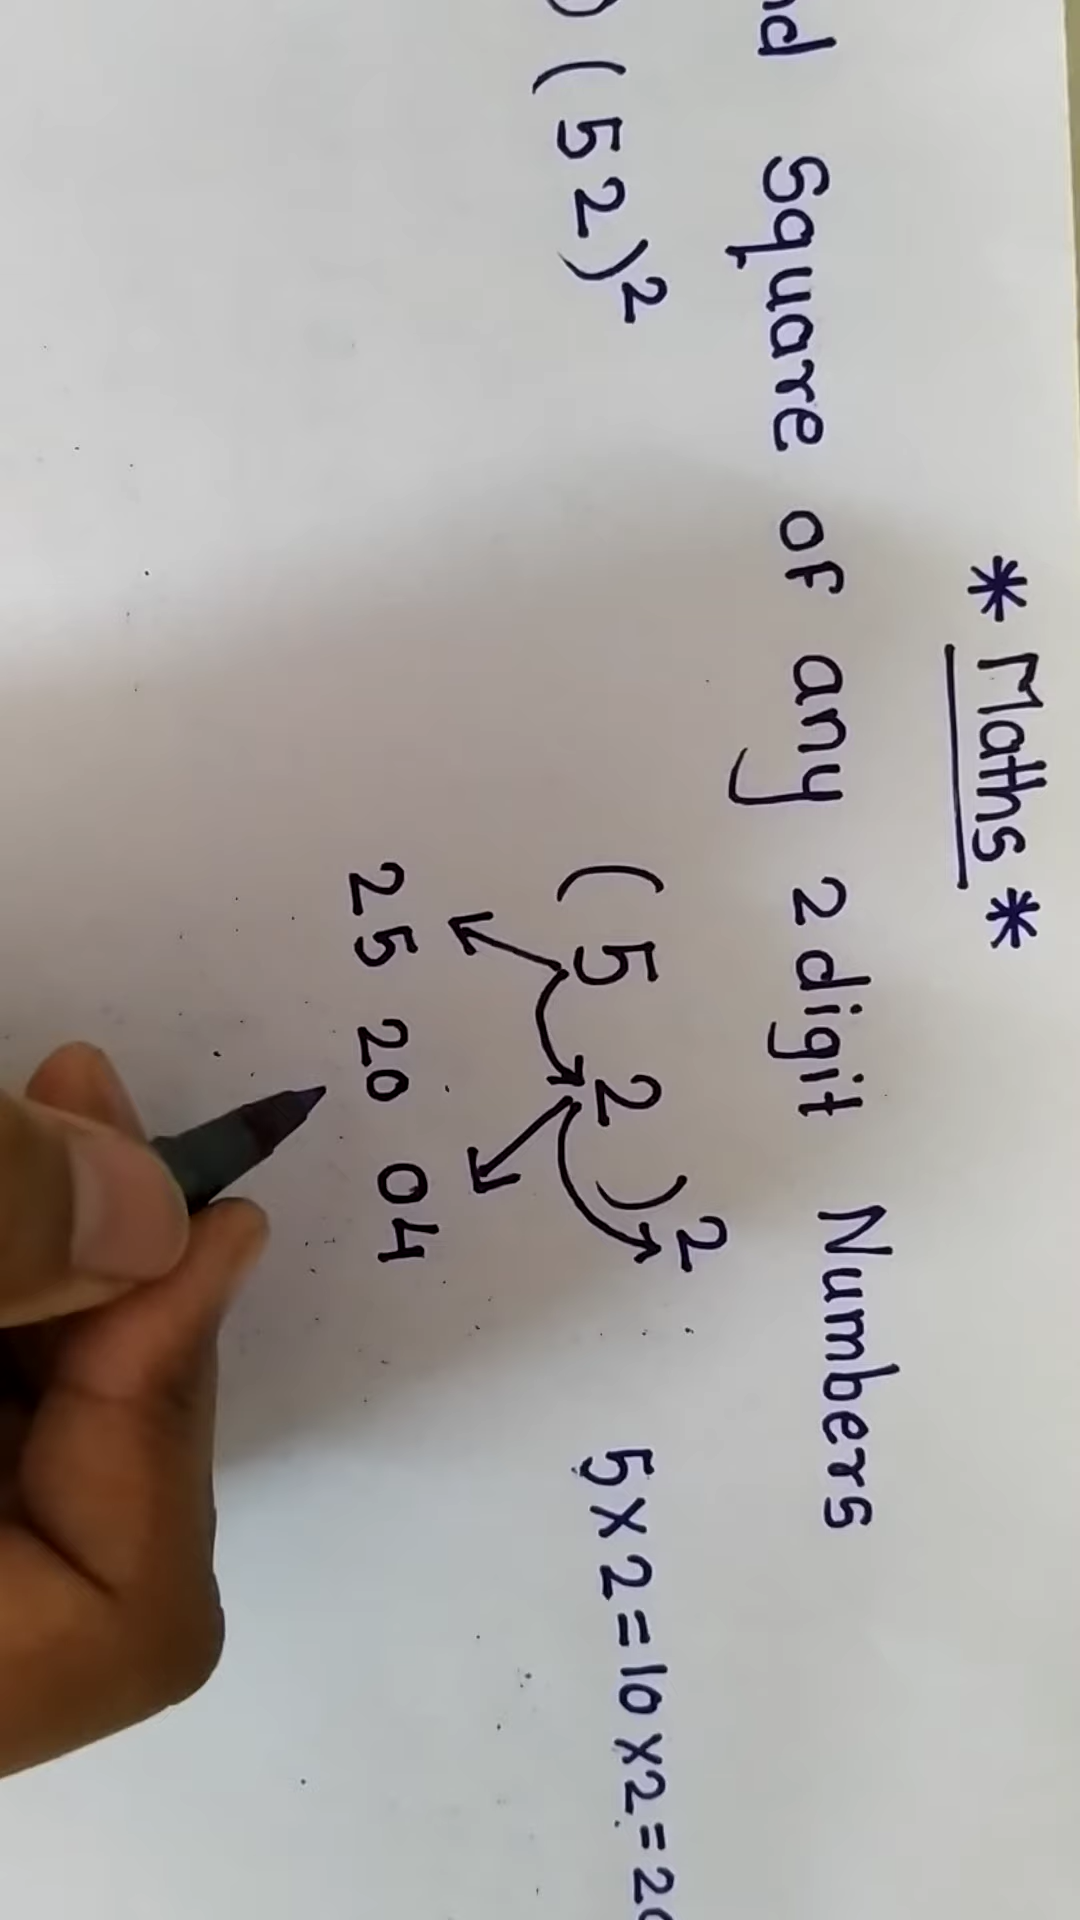 * Maths *
Square of any 2 digit Numbers
(52)²
(5 2)²
5×2=10×2=20
25 20 04